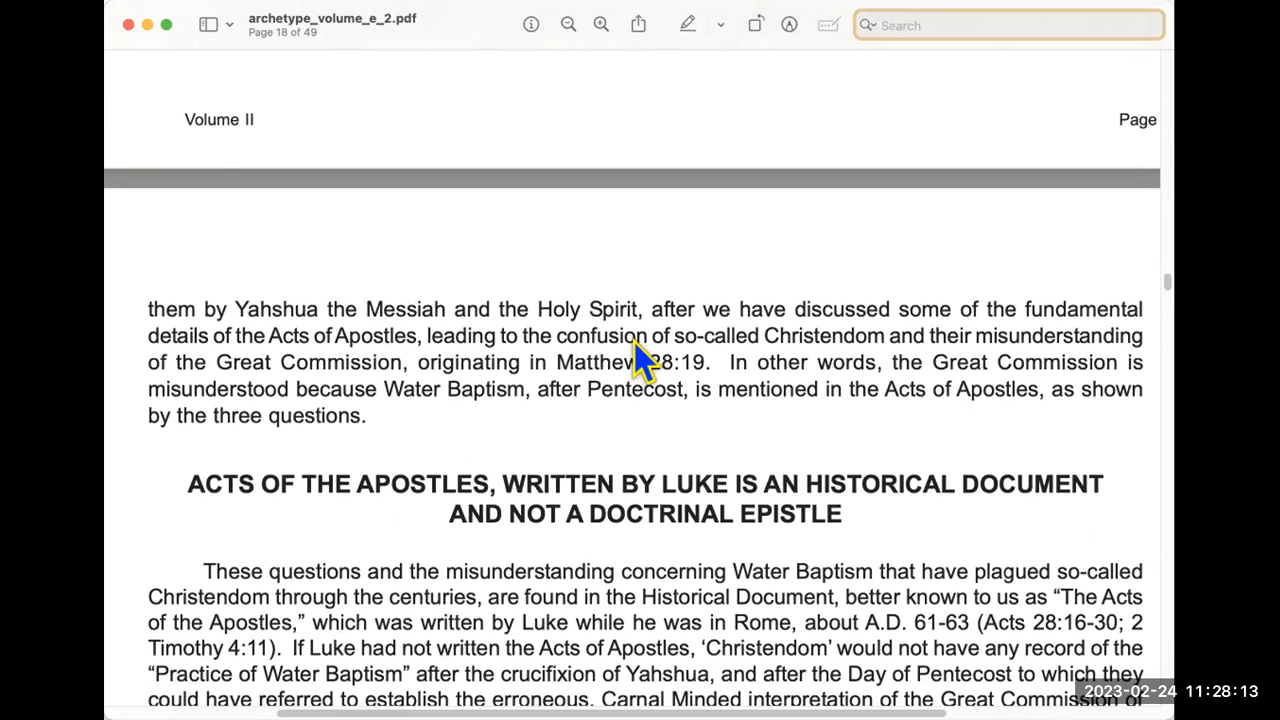 archetype_volume_e_2.pdf
Page 18 of 49
Search
Volume II
Page
them by Yahshua the Messiah and the Holy Spirit, after we have discussed some of the fundamental
details of the Acts of Apostles, leading to the confusion of so-called Christendom and their misunderstanding
of the Great Commission, originating in Matthew 28:19. In other words, the Great Commission is
misunderstood because Water Baptism, after Pentecost, is mentioned in the Acts of Apostles, as shown
by the three questions.
ACTS OF THE APOSTLES, WRITTEN BY LUKE IS AN HISTORICAL DOCUMENT
AND NOT A DOCTRINAL EPISTLE
These questions and the misunderstanding concerning Water Baptism that have plagued so-called
Christendom through the centuries, are found in the Historical Document, better known to us as “The Acts
of the Apostles,” which was written by Luke while he was in Rome, about A.D. 61-63 (Acts 28:16-30; 2
Timothy 4:11). If Luke had not written the Acts of Apostles, ‘Christendom’ would not have any record of the
“Practice of Water Baptism” after the crucifixion of Yahshua, and after the Day of Pentecost to which they
could have referred to establish the erroneous, Carnal Minded interpretation of the Great Commission of
2023-02-24 11:28:13